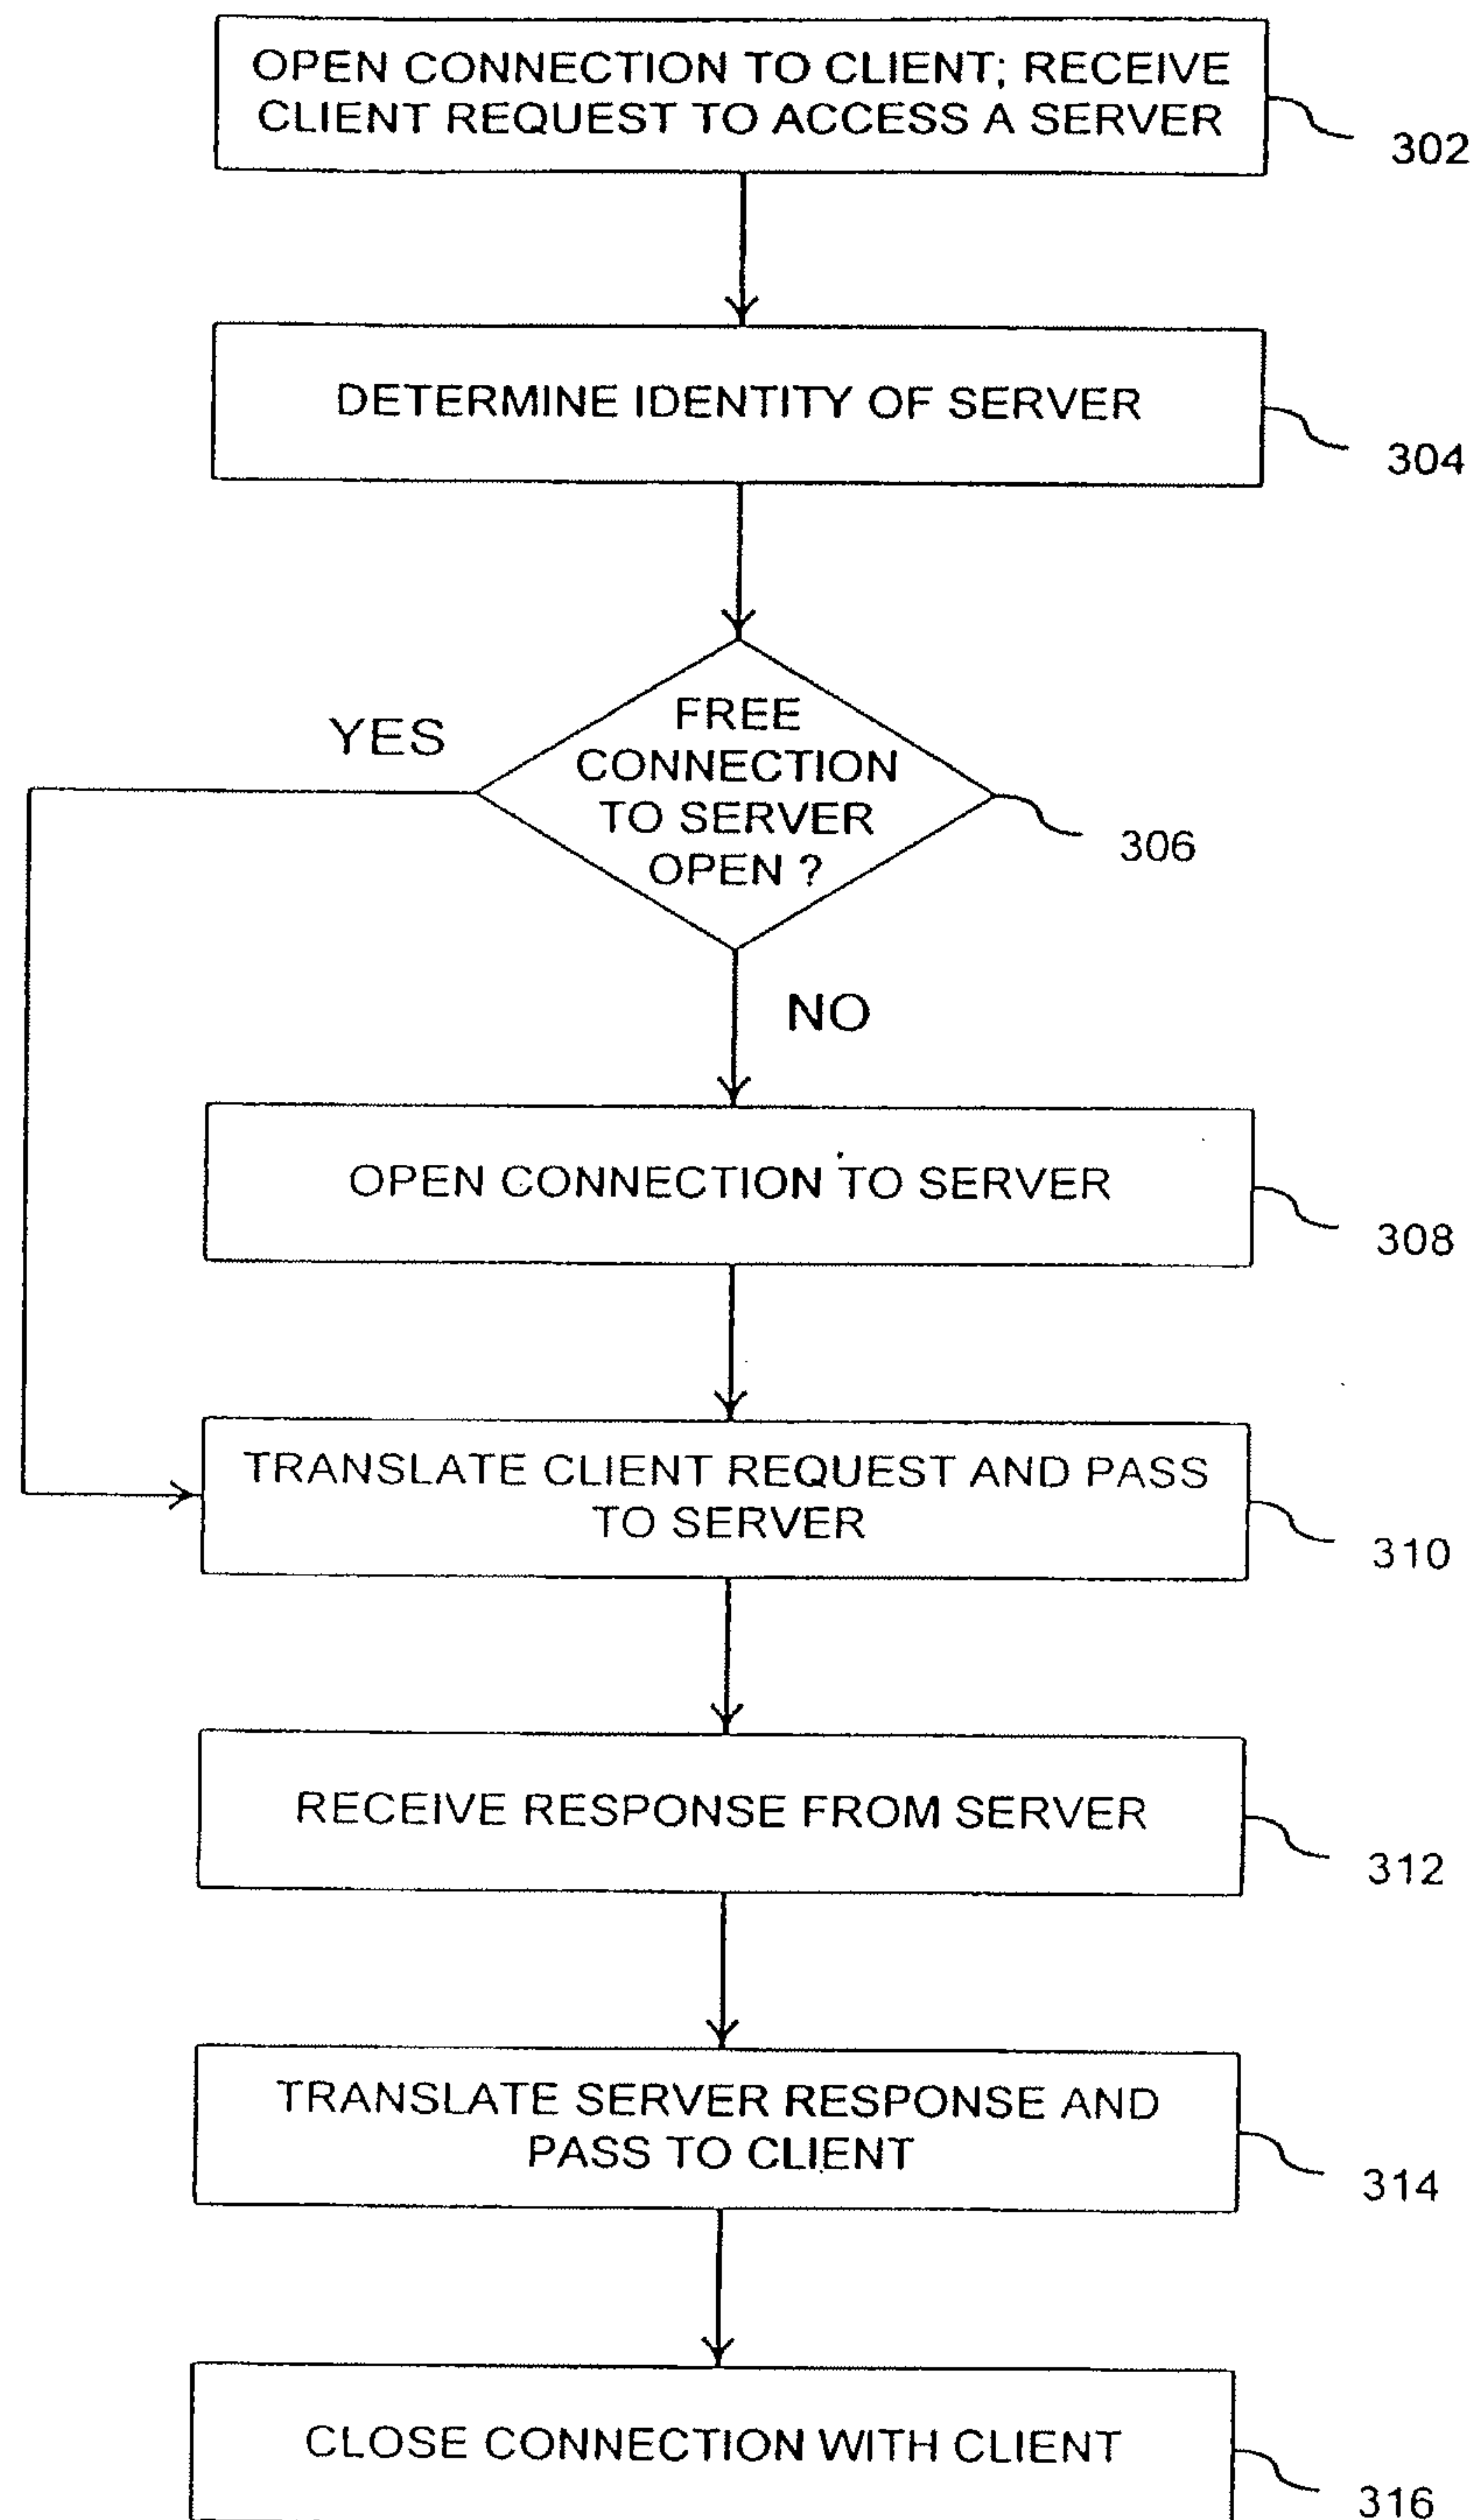 OPEN CONNECTION TO CLIENT; RECEIVE
CLIENT REQUEST TO ACCESS A SERVER
302
DETERMINE IDENTITY OF SERVER
304
YES
FREE
CONNECTION
TO SERVER
OPEN ?
306
NO
OPEN CONNECTION TO SERVER
308
TRANSLATE CLIENT REQUEST AND PASS
TO SERVER
310
RECEIVE RESPONSE FROM SERVER
312
TRANSLATE SERVER RESPONSE AND
PASS TO CLIENT
314
CLOSE CONNECTION WITH CLIENT
316